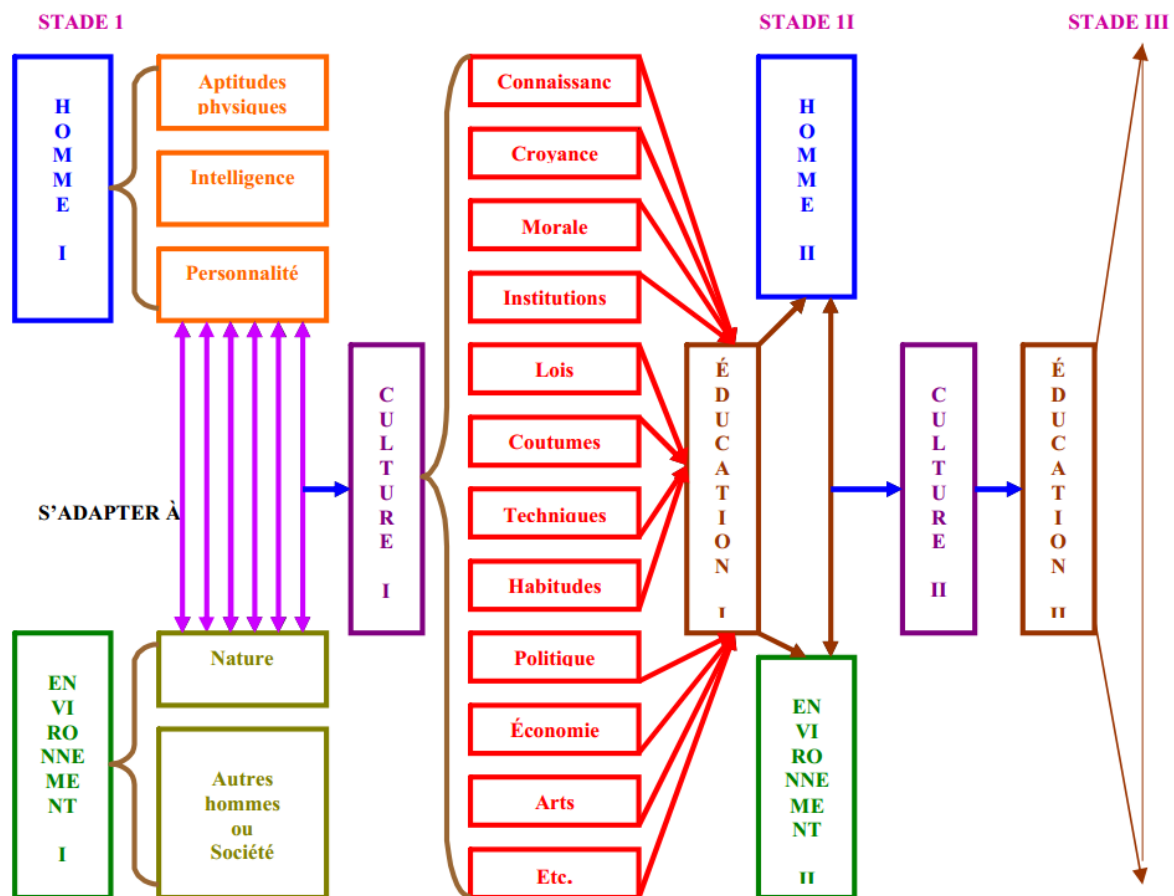 STADE 1
STADE 1I
STADE III
H
O
M
M
E
I
Aptitudes
physiques
Intelligence
Personnalité
S’ADAPTER À
EN
VI
RO
NNE
ME
NT
I
Nature
Autres
hommes
ou
Société
C
U
L
T
U
R
E
I
Connaissanc
Croyance
Morale
Institutions
Lois
Coutumes
Techniques
Habitudes
Politique
Économie
Arts
Etc.
É
D
U
C
A
T
I
O
N
I
H
O
M
M
E
II
EN
VI
RO
NNE
ME
NT
II
C
U
L
T
U
R
E
II
É
D
U
C
A
T
I
O
N
II